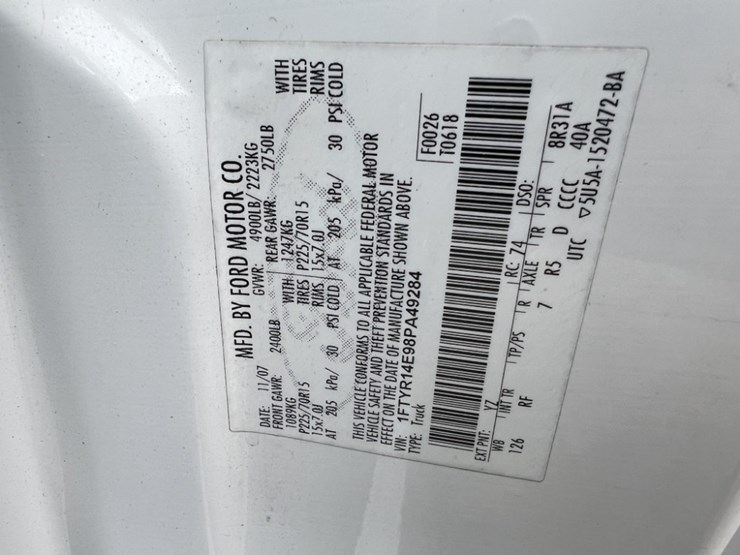 MFD. BY FORD MOTOR CO.
DATE: 11/07 GVWR: 4900LB/ 2223KG
FRONT GAWR: 2400LB REAR GAWR: 2750LB
1089KG WITH 1247KG WITH
P225/70R15 TIRES P225/70R15 TIRES
15x7.0J RIMS 15x7.0J RIMS
AT 205 kPa/ 30 PSI COLD AT 205 kPa/ 30 PSI COLD
THIS VEHICLE CONFORMS TO ALL APPLICABLE FEDERAL MOTOR
VEHICLE SAFETY AND THEFT PREVENTION STANDARDS IN
EFFECT ON THE DATE OF MANUFACTURE SHOWN ABOVE.
VIN: 1FTYR14E98PA49284
TYPE: Truck
F0026
T0618
EXT PNT: YZ RC: 74 DSO:
WB INT TR TP/PS R AXLE TR SPR 8R31A
126 RF 7 R5 D CCCC 40A
UTC ▽5U5A-1520472-BA